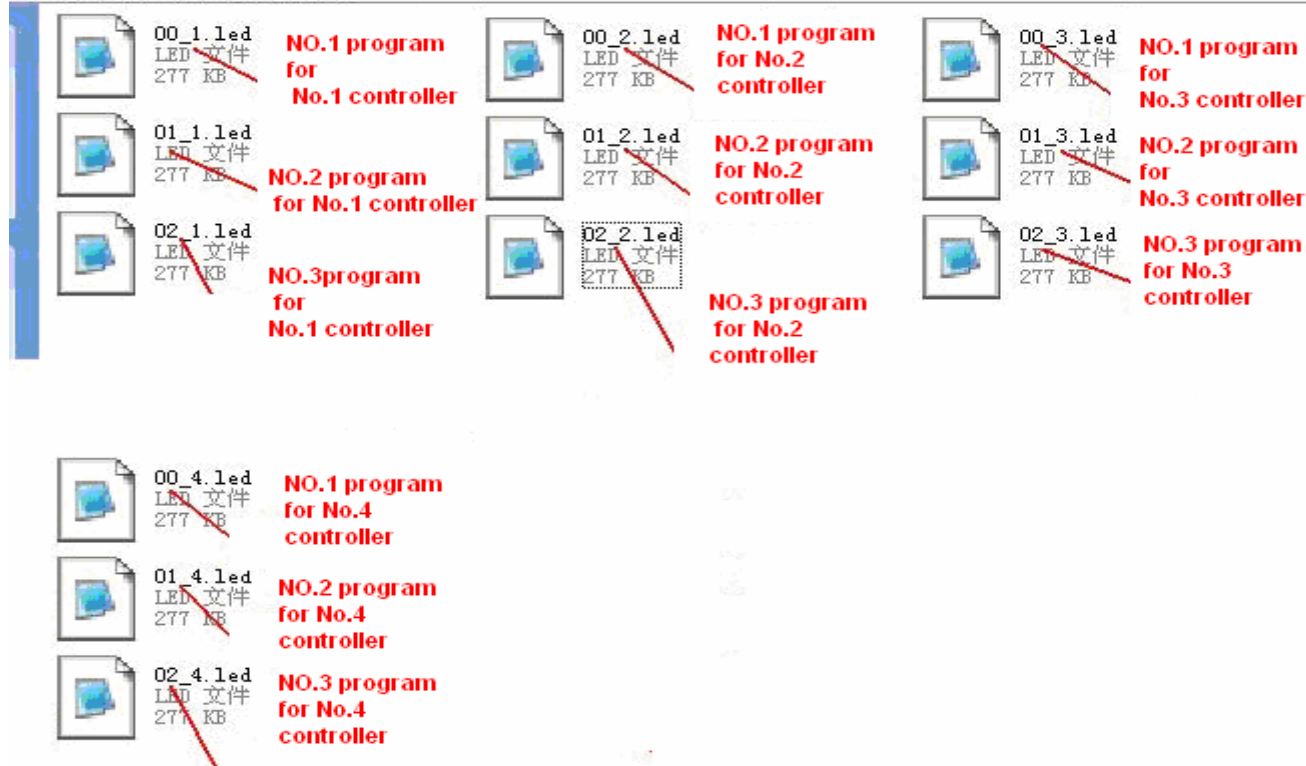 00_1.led
LED 文件
277 KB
NO.1 program
for
No.1 controller
00_2.led
LED 文件
277 KB
NO.1 program
for No.2
controller
00_3.led
LED 文件
277 KB
NO.1 program
for
No.3 controller
01_1.led
LED 文件
277 KB
NO.2 program
for No.1 controller
01_2.led
LED 文件
277 KB
NO.2 program
for No.2
controller
01_3.led
LED 文件
277 KB
NO.2 program
for
No.3 controller
02_1.led
LED 文件
277 KB
NO.3program
for
No.1 controller
02_2.led
LED 文件
277 KB
NO.3 program
for No.2
controller
02_3.led
LED 文件
277 KB
NO.3 program
for No.3
controller
00_4.led
LED 文件
277 KB
NO.1 program
for No.4
controller
01_4.led
LED 文件
277 KB
NO.2 program
for No.4
controller
02_4.led
LED 文件
277 KB
NO.3 program
for No.4
controller